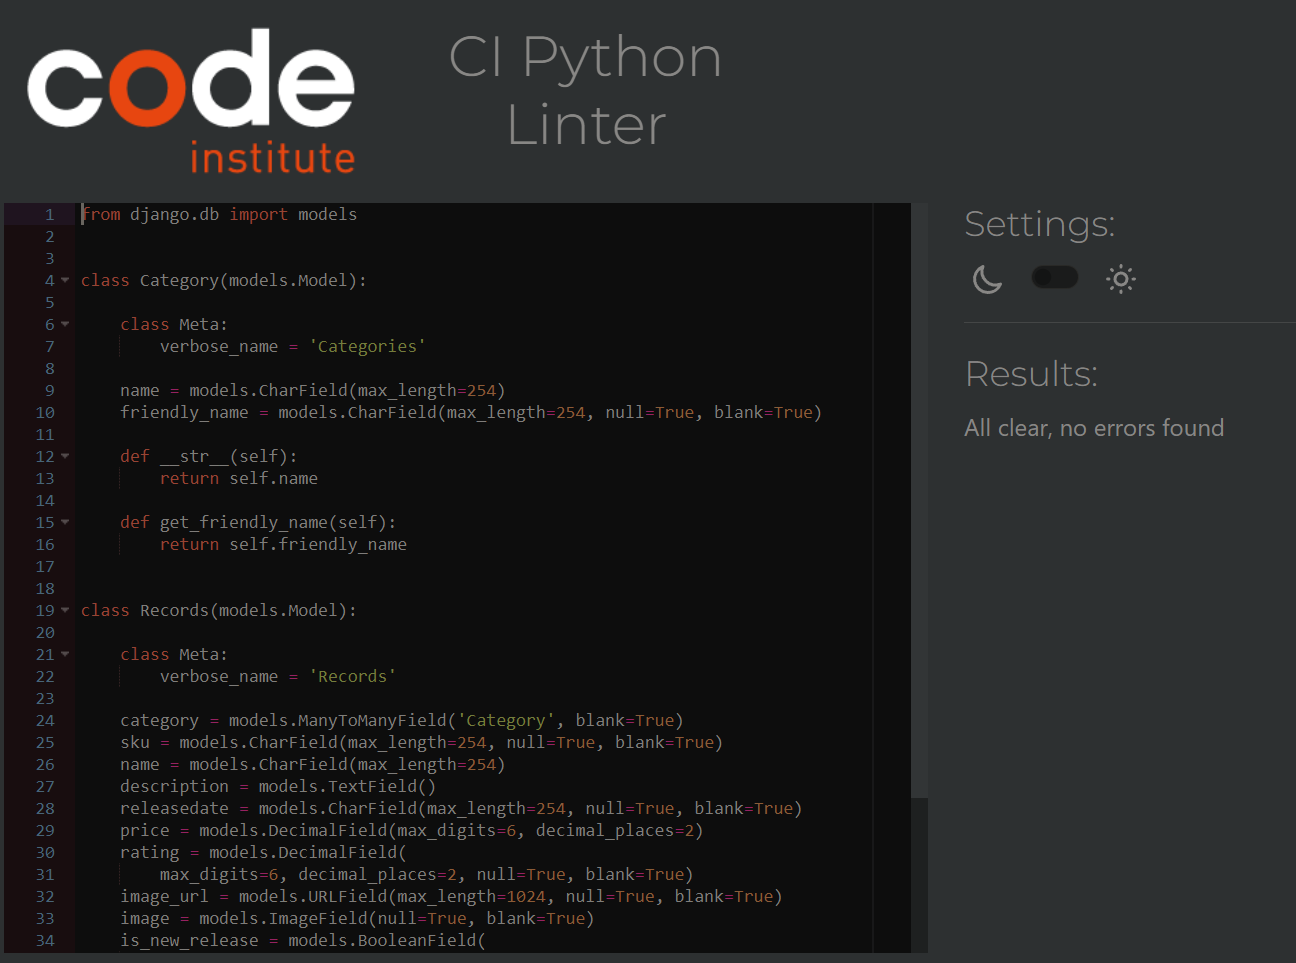 code
institute
CI Python
Linter
1 from django.db import models
2
3
4 class Category(models.Model):
5
6     class Meta:
7         verbose_name = 'Categories'
8
9     name = models.CharField(max_length=254)
10     friendly_name = models.CharField(max_length=254, null=True, blank=True)
11
12     def __str__(self):
13         return self.name
14
15     def get_friendly_name(self):
16         return self.friendly_name
17
18
19 class Records(models.Model):
20
21     class Meta:
22         verbose_name = 'Records'
23
24     category = models.ManyToManyField('Category', blank=True)
25     sku = models.CharField(max_length=254, null=True, blank=True)
26     name = models.CharField(max_length=254)
27     description = models.TextField()
28     releasedate = models.CharField(max_length=254, null=True, blank=True)
29     price = models.DecimalField(max_digits=6, decimal_places=2)
30     rating = models.DecimalField(
31         max_digits=6, decimal_places=2, null=True, blank=True)
32     image_url = models.URLField(max_length=1024, null=True, blank=True)
33     image = models.ImageField(null=True, blank=True)
34     is_new_release = models.BooleanField(
Settings:
Results:
All clear, no errors found